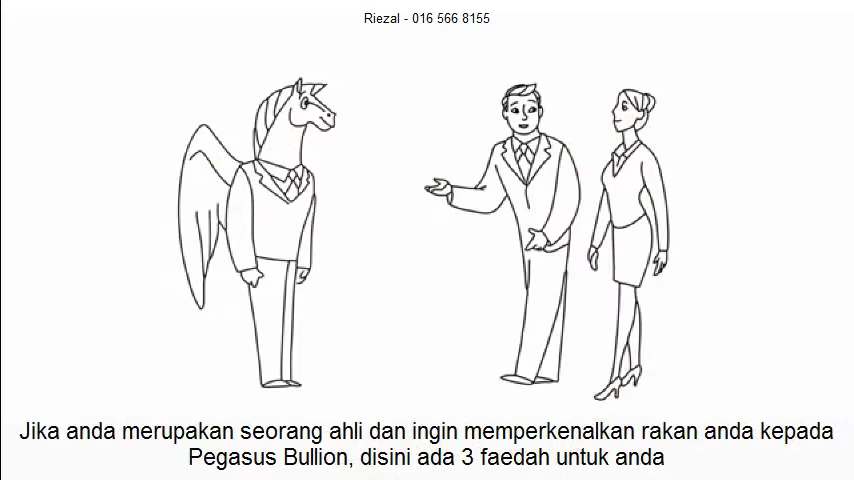 Riezal - 016 566 8155
Jika anda merupakan seorang ahli dan ingin memperkenalkan rakan anda kepada
Pegasus Bullion, disini ada 3 faedah untuk anda